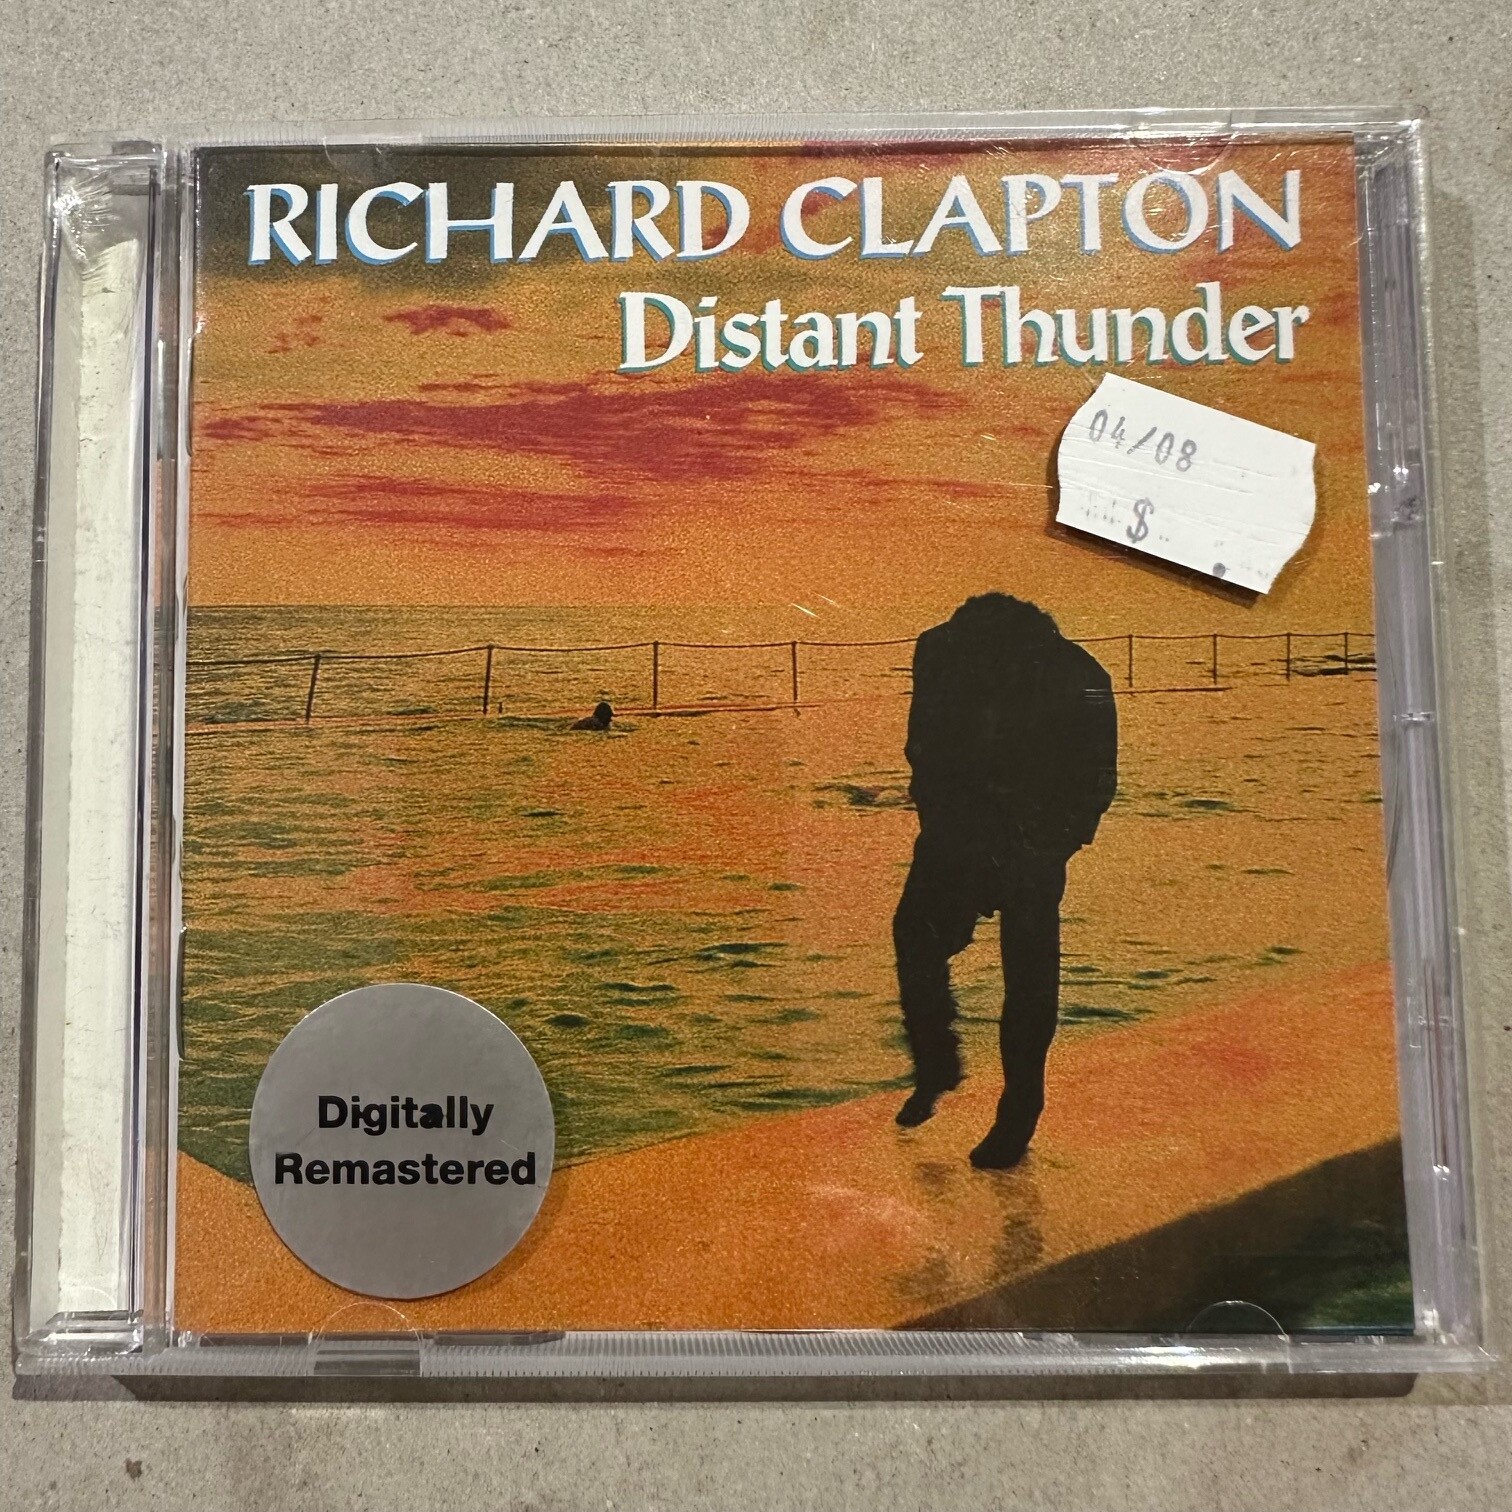 RICHARD CLAPTON
Distant Thunder
04/08
$
Digitally
Remastered